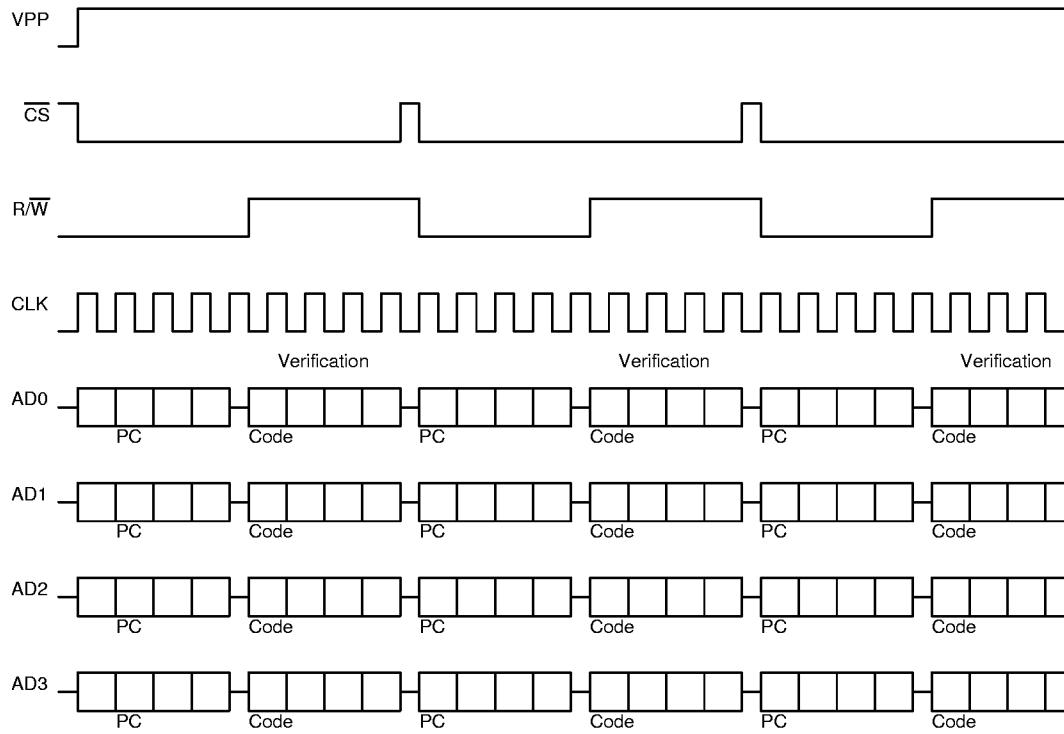 VPP
C̅S̅
R/W̅
CLK
Verification Verification Verification
AD0
PC Code PC Code PC Code
AD1
PC Code PC Code PC Code
AD2
PC Code PC Code PC Code
AD3
PC Code PC Code PC Code